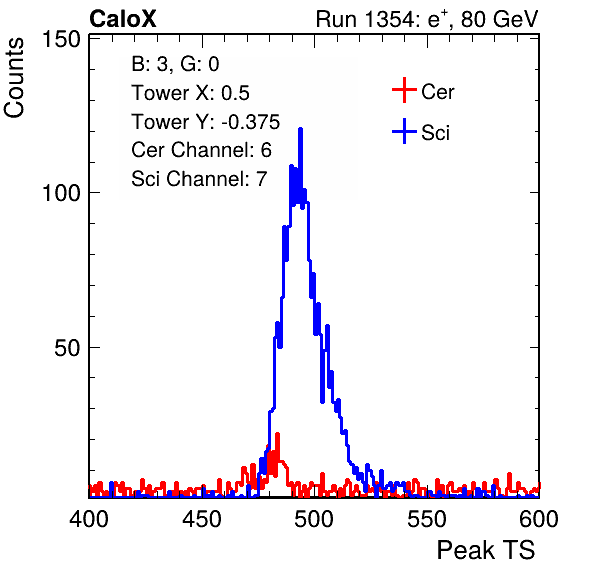 CaloX Run 1354: e⁺, 80 GeV
Counts
150
100
50
B: 3, G: 0
Tower X: 0.5
Tower Y: -0.375
Cer Channel: 6
Sci Channel: 7
Cer
Sci
400 450 500 550 600
Peak TS